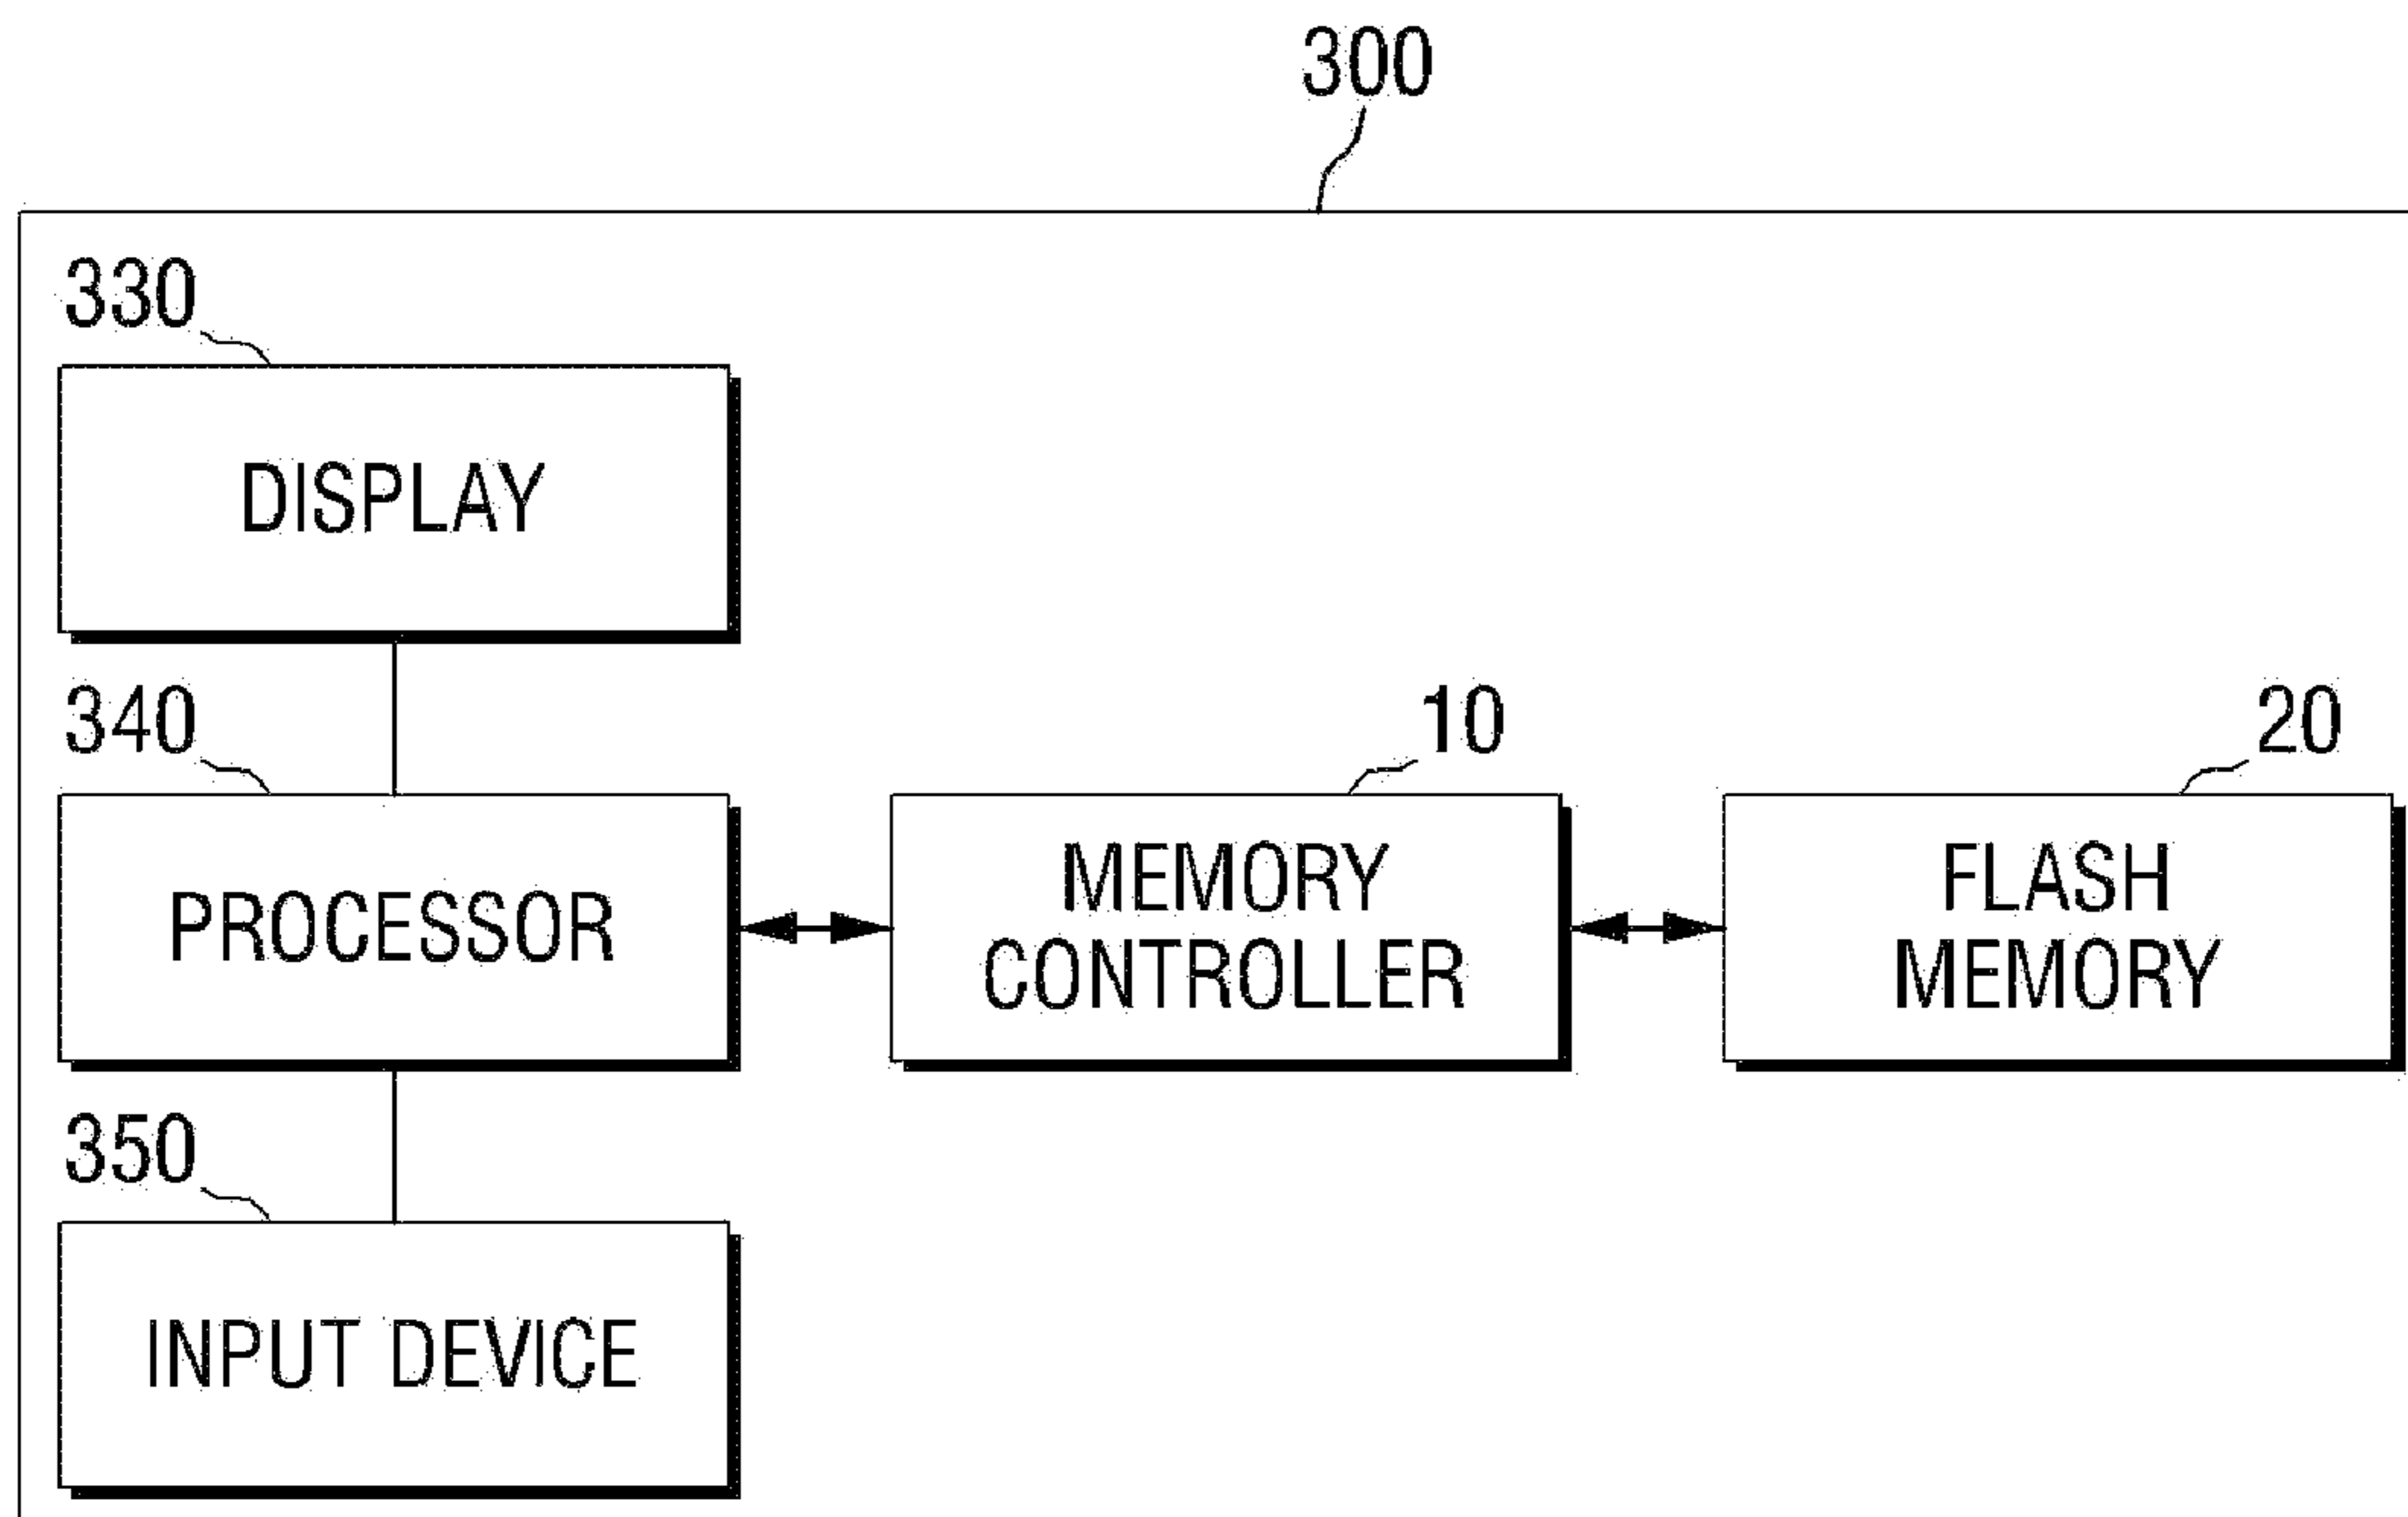 300
330
DISPLAY
340
10
20
PROCESSOR
MEMORY
CONTROLLER
FLASH
MEMORY
350
INPUT DEVICE